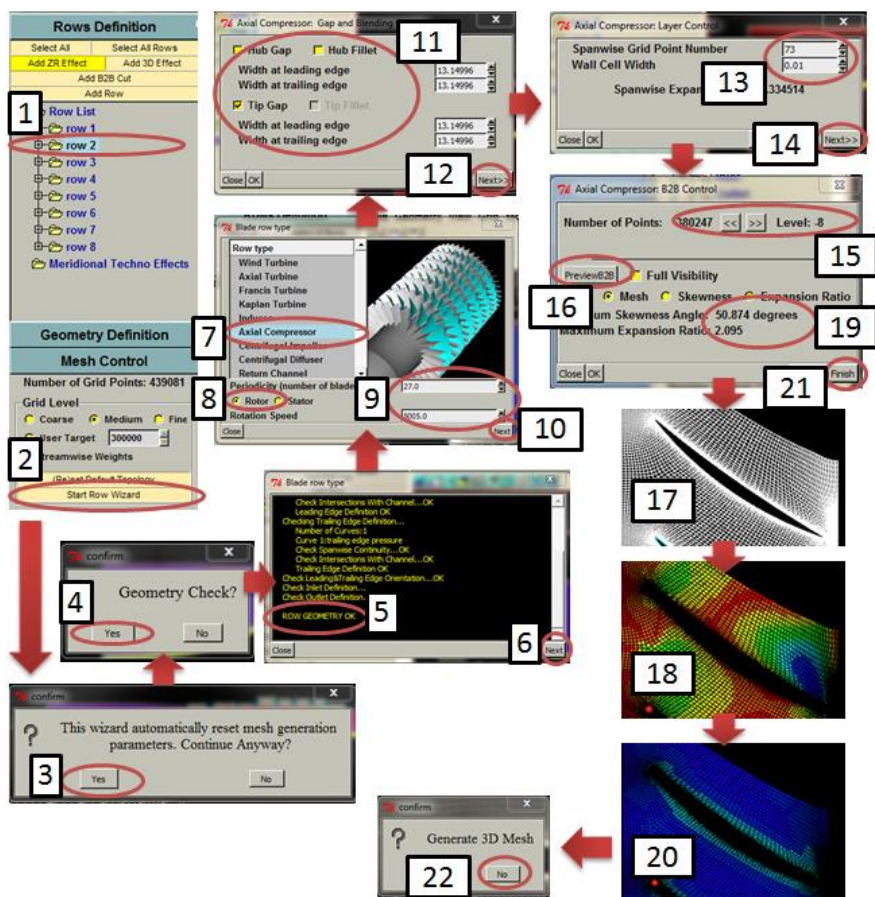 Rows Definition
Select All
Select All Rows
Add ZR Effect
Add 3D Effect
Add B2B Cut
Add Row
1
Row List
row 1
row 2
row 3
row 4
row 5
row 6
row 7
row 8
Meridional Techno Effects
Geometry Definition
Mesh Control
Number of Grid Points: 439081
Grid Level
Coarse
Medium
Fine
User Target
300000
2
Streamwise Weights
(Re)set Default Topology
Start Row Wizard
Axial Compressor: Gap and Blending
X
Hub Gap
Hub Fillet
11
Width at leading edge
13.14996
Width at trailing edge
13.14996
Tip Gap
Tip Fillet
Width at leading edge
13.14996
Width at trailing edge
13.14996
12
Close
OK
Next>>
Axial Compressor: Layer Control
X
Spanwise Grid Point Number
73
Wall Cell Width
0.01
13
Spanwise
.334514
14
Close
OK
Next>>
Blade row type
Row type
Wind Turbine
Axial Turbine
Francis Turbine
Kaplan Turbine
7
Axial Compressor
Centrifugal Impeller
Centrifugal Diffuser
Return Channel
Periodicity (number of blade
27.0
8
Rotor
Stator
9
Rotation Speed
10
Close
Next
Axial Compressor: B2B Control
Number of Points:
380247
<<
>>
Level: -8
15
PreviewB2B
Full Visibility
16
Mesh
Skewness
Expansion Ratio
Skewness Angle: 50.874 degrees
Maximum Expansion Ratio: 2.095
19
21
Close
OK
Finish
Blade row type
X
Check Intersections With Channel...OK
Leading Edge Definition OK
Checking Trailing Edge Definition...
Number of Curves:1
Curve 1:trailing edge pressure
Check Spanwise Continuity...OK
Check Intersections With Channel...OK
Trailing Edge Definition OK
Check Leading&Trailing Edge Orientation...OK
Check Inlet Definition...
Check Outlet Definition.
ROW GEOMETRY OK
5
6
Close
Next
confirm
X
4
Geometry Check?
Yes
No
confirm
X
This wizard automatically reset mesh generation
parameters. Continue Anyway?
3
Yes
No
17
18
20
confirm
X
Generate 3D Mesh
22
No